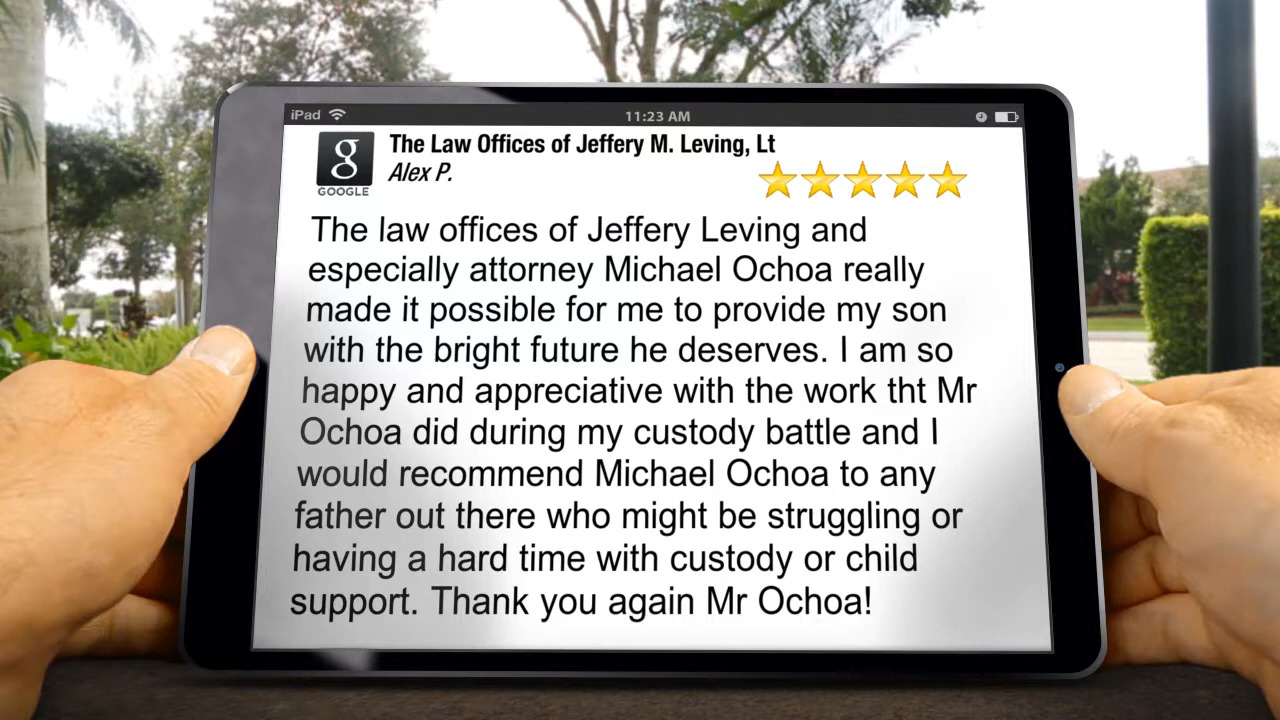 iPad
11:23 AM
g
GOOGLE
The Law Offices of Jeffery M. Leving, Lt
Alex P.
The law offices of Jeffery Leving and
especially attorney Michael Ochoa really
made it possible for me to provide my son
with the bright future he deserves. I am so
happy and appreciative with the work tht Mr
Ochoa did during my custody battle and I
would recommend Michael Ochoa to any
father out there who might be struggling or
having a hard time with custody or child
support. Thank you again Mr Ochoa!